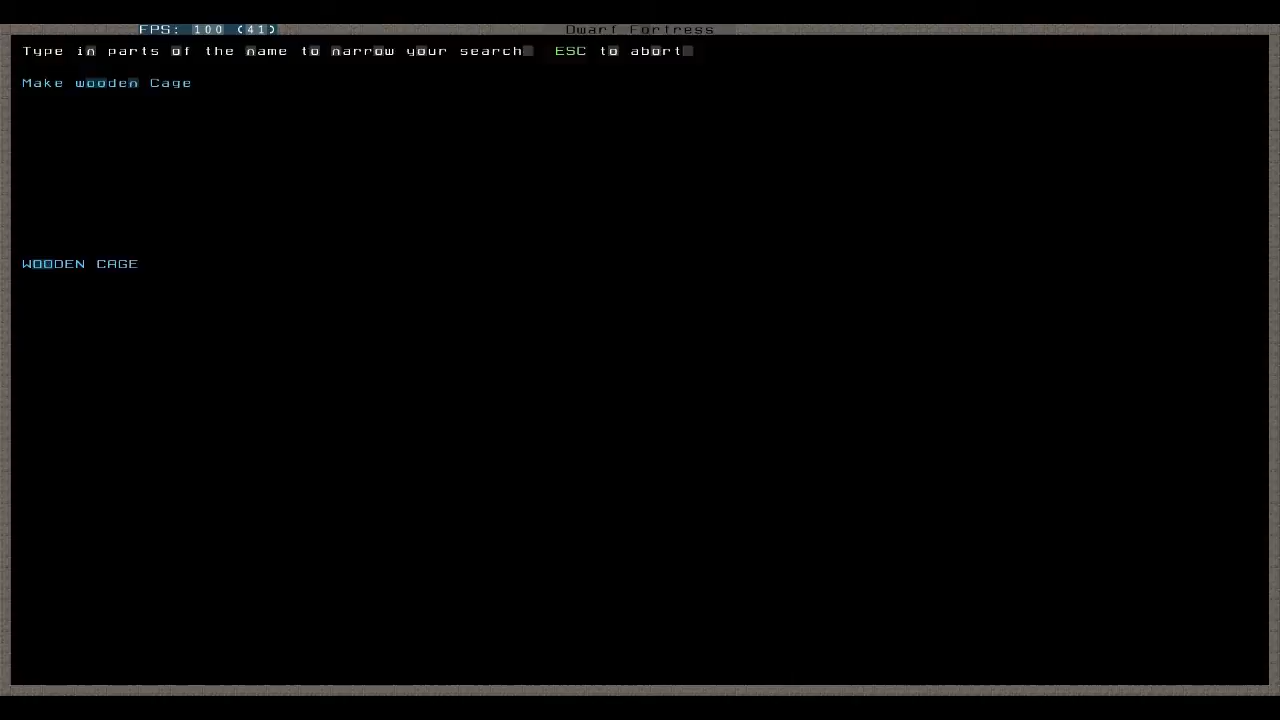 FPS: 100 (41)
Dwarf Fortress
Type in parts of the name to narrow your search. ESC to abort.
Make wooden Cage
WOODEN CAGE